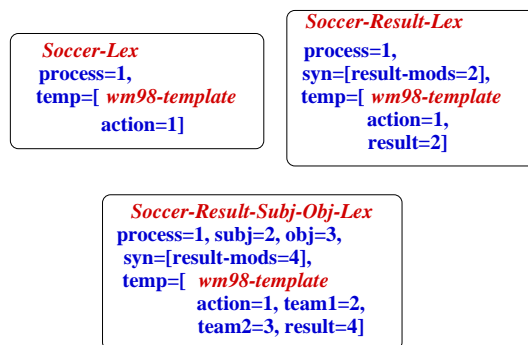 Soccer-Lex
process=1,
temp=[ wm98-template
action=1]
Soccer-Result-Lex
process=1,
syn=[result-mods=2],
temp=[ wm98-template
action=1,
result=2]
Soccer-Result-Subj-Obj-Lex
process=1, subj=2, obj=3,
syn=[result-mods=4],
temp=[ wm98-template
action=1, team1=2,
team2=3, result=4]